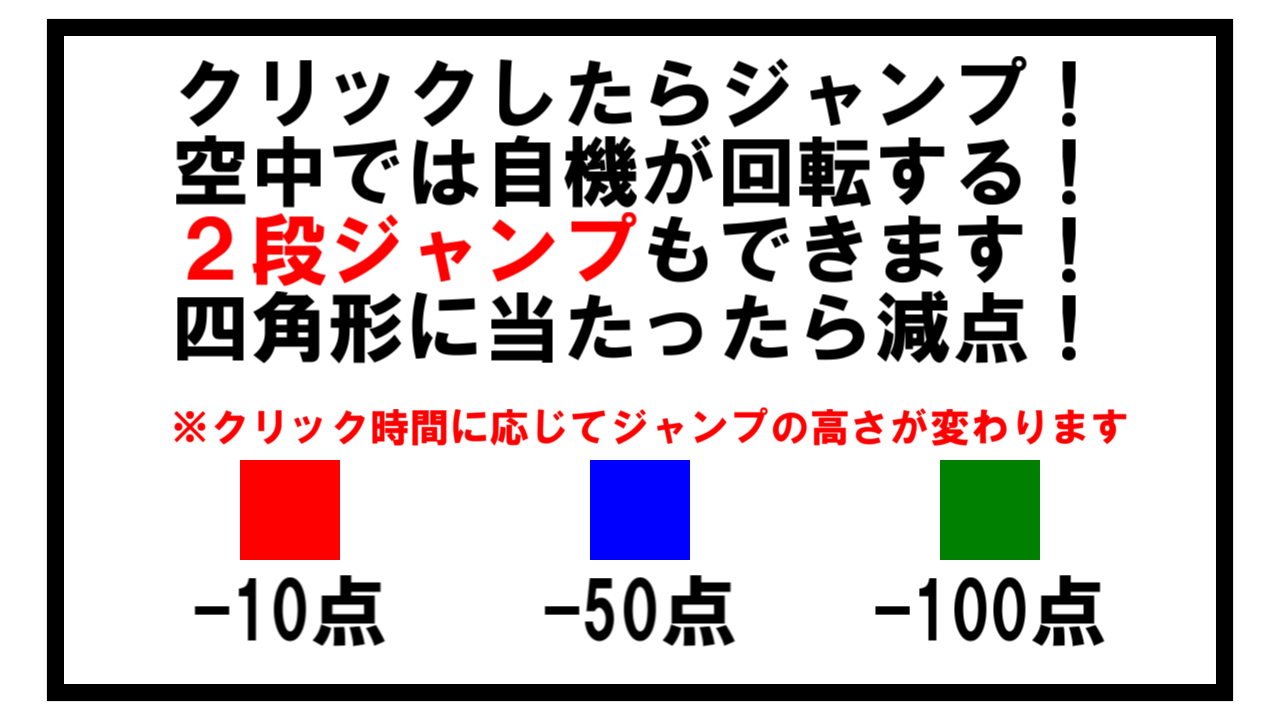 クリックしたらジャンプ！
空中では自機が回転する！
２段ジャンプもできます！
四角形に当たったら減点！
※クリック時間に応じてジャンプの高さが変わります
-10点 -50点 -100点